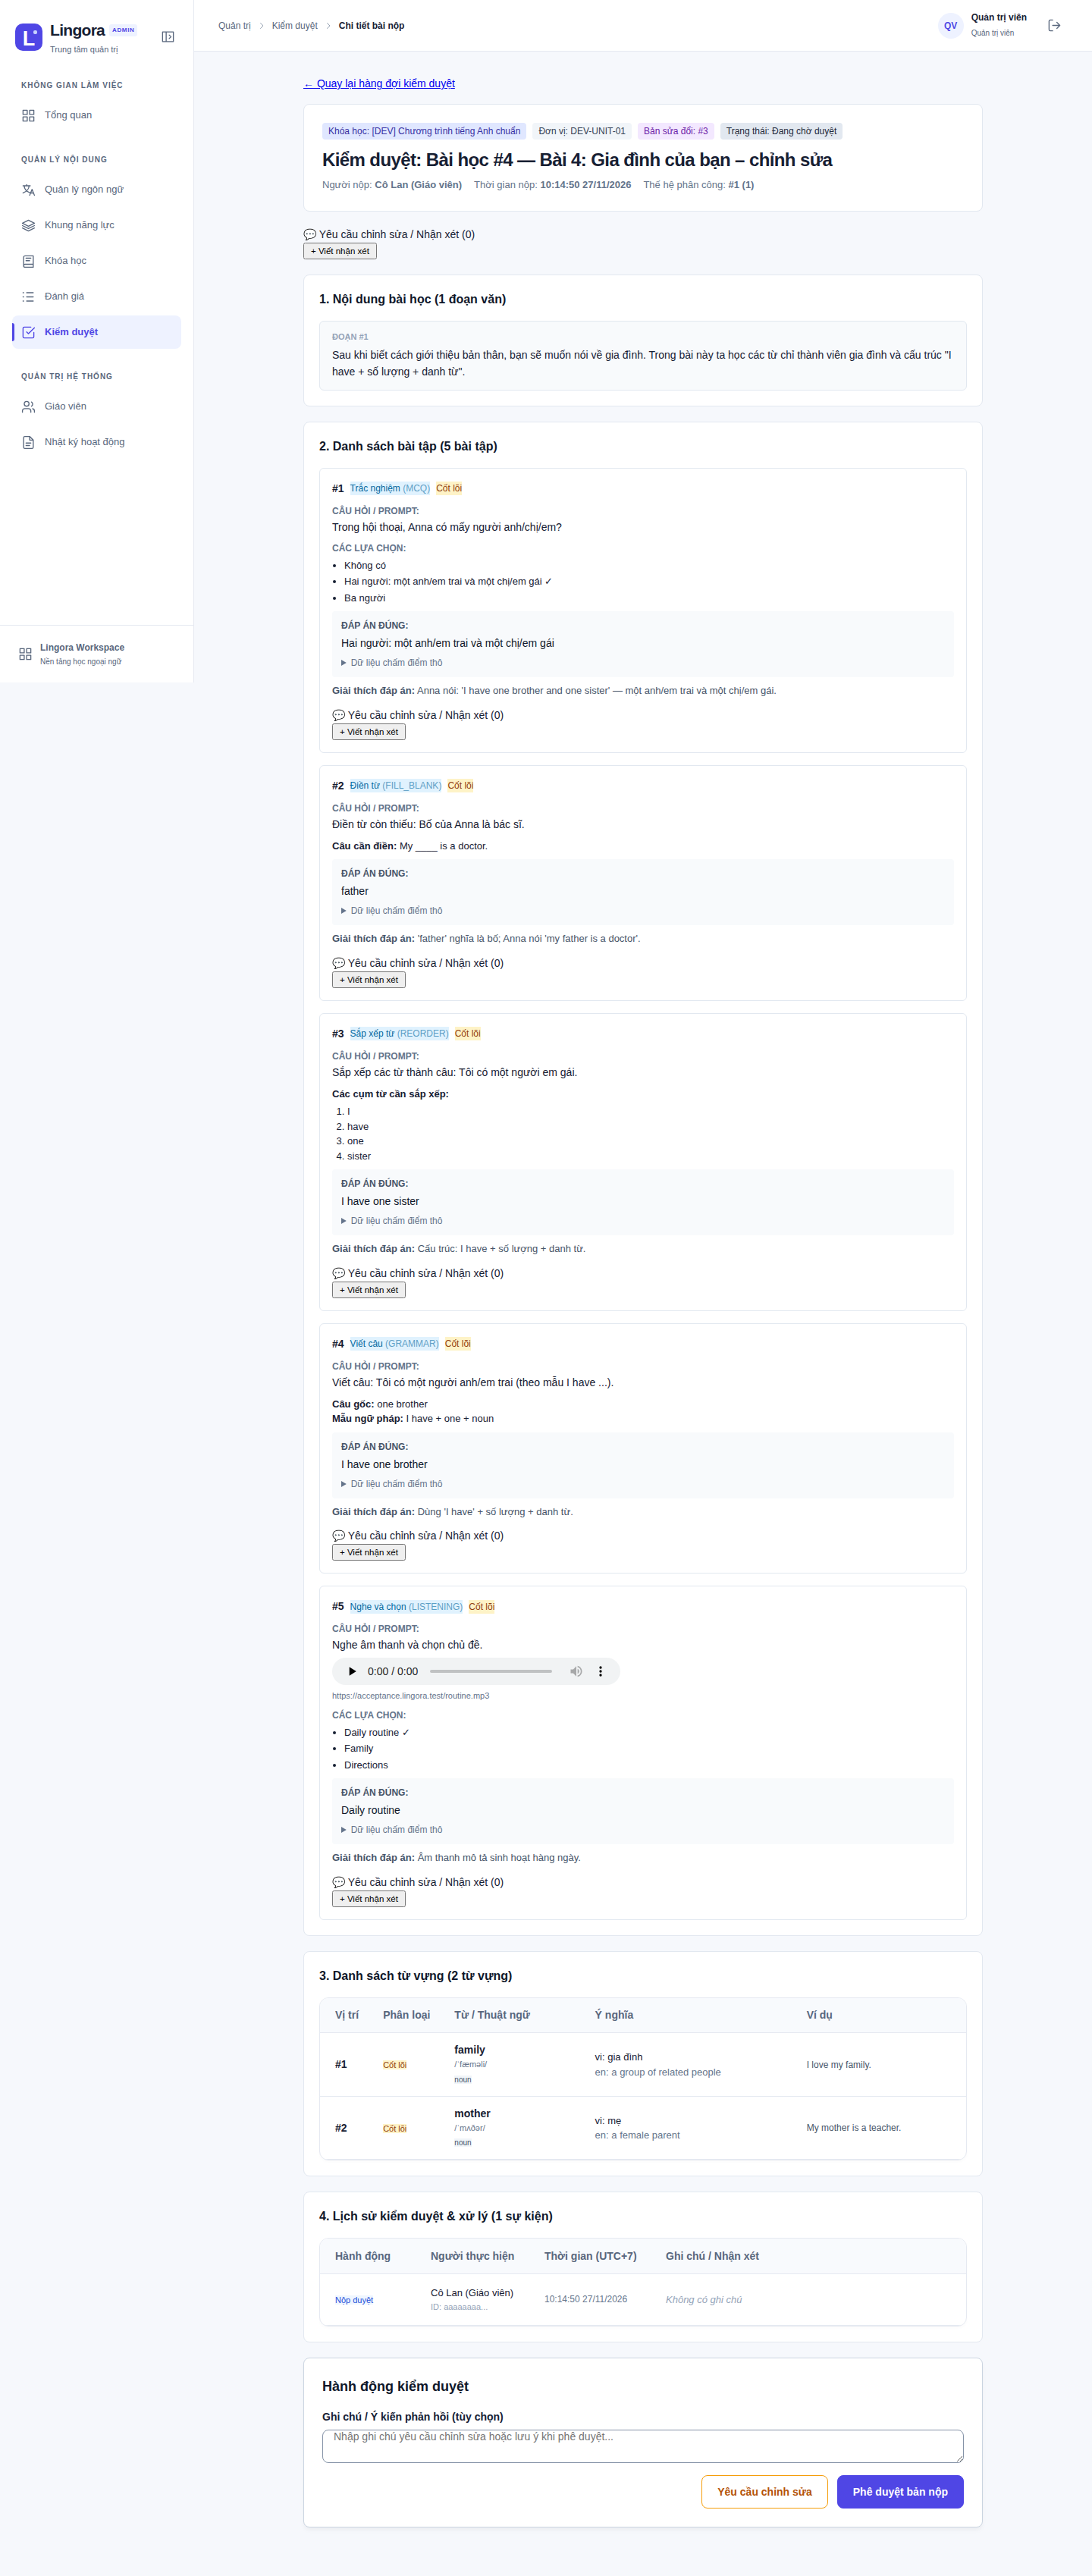 Lingora ADMIN
Trung tâm quản trị
KHÔNG GIAN LÀM VIỆC
Tổng quan
QUẢN LÝ NỘI DUNG
Quản lý ngôn ngữ
Khung năng lực
Khóa học
Đánh giá
Kiểm duyệt
QUẢN TRỊ HỆ THỐNG
Giáo viên
Nhật ký hoạt động
Lingora Workspace
Nền tảng học ngoại ngữ
Quản trị > Kiểm duyệt > Chi tiết bài nộp
QV
Quản trị viên
Quản trị viên
← Quay lại hàng đợi kiểm duyệt
Khóa học: [DEV] Chương trình tiếng Anh chuẩn Đơn vị: DEV-UNIT-01 Bản sửa đổi: #3 Trạng thái: Đang chờ duyệt
Kiểm duyệt: Bài học #4 — Bài 4: Gia đình của bạn – chỉnh sửa
Người nộp: Cô Lan (Giáo viên) Thời gian nộp: 10:14:50 27/11/2026 Thế hệ phân công: #1 (1)
💬 Yêu cầu chỉnh sửa / Nhận xét (0)
+ Viết nhận xét
1. Nội dung bài học (1 đoạn văn)
ĐOẠN #1
Sau khi biết cách giới thiệu bản thân, bạn sẽ muốn nói về gia đình. Trong bài này ta học các từ chỉ thành viên gia đình và cấu trúc "I
have + số lượng + danh từ".
2. Danh sách bài tập (5 bài tập)
#1 Trắc nghiệm (MCQ) Cốt lõi
CÂU HỎI / PROMPT:
Trong hội thoại, Anna có mấy người anh/chị/em?
CÁC LỰA CHỌN:
• Không có
• Hai người: một anh/em trai và một chị/em gái ✓
• Ba người
ĐÁP ÁN ĐÚNG:
Hai người: một anh/em trai và một chị/em gái
▶ Dữ liệu chấm điểm thô
Giải thích đáp án: Anna nói: 'I have one brother and one sister' — một anh/em trai và một chị/em gái.
💬 Yêu cầu chỉnh sửa / Nhận xét (0)
+ Viết nhận xét
#2 Điền từ (FILL_BLANK) Cốt lõi
CÂU HỎI / PROMPT:
Điền từ còn thiếu: Bố của Anna là bác sĩ.
Câu cần điền: My ____ is a doctor.
ĐÁP ÁN ĐÚNG:
father
▶ Dữ liệu chấm điểm thô
Giải thích đáp án: 'father' nghĩa là bố; Anna nói 'my father is a doctor'.
💬 Yêu cầu chỉnh sửa / Nhận xét (0)
+ Viết nhận xét
#3 Sắp xếp từ (REORDER) Cốt lõi
CÂU HỎI / PROMPT:
Sắp xếp các từ thành câu: Tôi có một người em gái.
Các cụm từ cần sắp xếp:
1. I
2. have
3. one
4. sister
ĐÁP ÁN ĐÚNG:
I have one sister
▶ Dữ liệu chấm điểm thô
Giải thích đáp án: Cấu trúc: I have + số lượng + danh từ.
💬 Yêu cầu chỉnh sửa / Nhận xét (0)
+ Viết nhận xét
#4 Viết câu (GRAMMAR) Cốt lõi
CÂU HỎI / PROMPT:
Viết câu: Tôi có một người anh/em trai (theo mẫu I have ...).
Câu gốc: one brother
Mẫu ngữ pháp: I have + one + noun
ĐÁP ÁN ĐÚNG:
I have one brother
▶ Dữ liệu chấm điểm thô
Giải thích đáp án: Dùng 'I have' + số lượng + danh từ.
💬 Yêu cầu chỉnh sửa / Nhận xét (0)
+ Viết nhận xét
#5 Nghe và chọn (LISTENING) Cốt lõi
CÂU HỎI / PROMPT:
Nghe âm thanh và chọn chủ đề.
0:00 / 0:00
https://acceptance.lingora.test/routine.mp3
CÁC LỰA CHỌN:
• Daily routine ✓
• Family
• Directions
ĐÁP ÁN ĐÚNG:
Daily routine
▶ Dữ liệu chấm điểm thô
Giải thích đáp án: Âm thanh mô tả sinh hoạt hàng ngày.
💬 Yêu cầu chỉnh sửa / Nhận xét (0)
+ Viết nhận xét
3. Danh sách từ vựng (2 từ vựng)
Vị trí Phân loại Từ / Thuật ngữ Ý nghĩa Ví dụ
#1 Cốt lõi family vi: gia đình I love my family.
/ˈfæməli/ en: a group of related people
noun
#2 Cốt lõi mother vi: mẹ My mother is a teacher.
/ˈmʌðər/ en: a female parent
noun
4. Lịch sử kiểm duyệt & xử lý (1 sự kiện)
Hành động Người thực hiện Thời gian (UTC+7) Ghi chú / Nhận xét
Nộp duyệt Cô Lan (Giáo viên) 10:14:50 27/11/2026 Không có ghi chú
ID: aaaaaaaa...
Hành động kiểm duyệt
Ghi chú / Ý kiến phản hồi (tùy chọn)
Nhập ghi chú yêu cầu chỉnh sửa hoặc lưu ý khi phê duyệt...
Yêu cầu chỉnh sửa Phê duyệt bản nộp